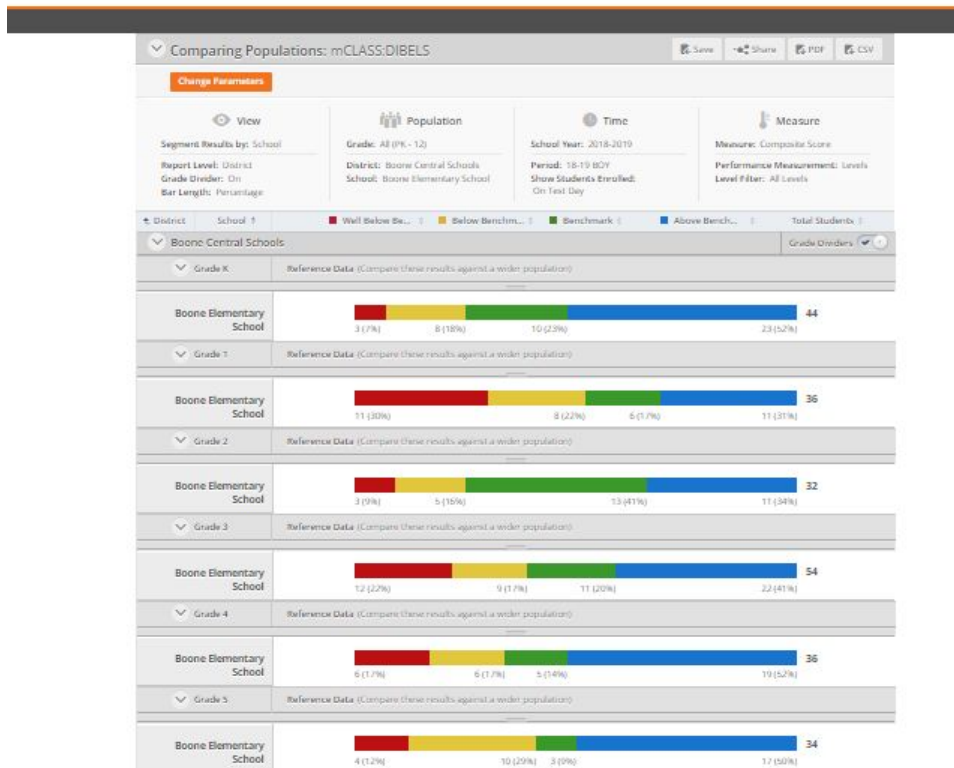 Comparing Populations: mCLASS:DIBELS
Save Share PDF CSV
Change Parameters
View Population Time Measure
Segment Results by: School Grade: All (PK - 12) School Year: 2018-2019 Measure: Composite Score
Report Level: District District: Boone Central Schools Period: 18-19 BOY Performance Measurement: Levels
Grade Divider: On School: Boone Elementary School Show Students Enrolled: Level Filter: All Levels
Bar Length: Percentage On Test Day
District School Well Below Be... Below Benchm... Benchmark Above Bench... Total Students
Boone Central Schools Grade Dividers
Grade K Reference Data (Compare these results against a wider population)
Boone Elementary 44
School 3 (7%) 8 (18%) 10 (23%) 23 (52%)
Grade 1 Reference Data (Compare these results against a wider population)
Boone Elementary 36
School 11 (30%) 8 (22%) 6 (17%) 11 (31%)
Grade 2 Reference Data (Compare these results against a wider population)
Boone Elementary 32
School 3 (9%) 5 (16%) 13 (41%) 11 (34%)
Grade 3 Reference Data (Compare these results against a wider population)
Boone Elementary 54
School 12 (22%) 9 (17%) 11 (20%) 22 (41%)
Grade 4 Reference Data (Compare these results against a wider population)
Boone Elementary 36
School 6 (17%) 6 (17%) 5 (14%) 19 (52%)
Grade 5 Reference Data (Compare these results against a wider population)
Boone Elementary 34
School 4 (12%) 10 (29%) 3 (9%) 17 (50%)